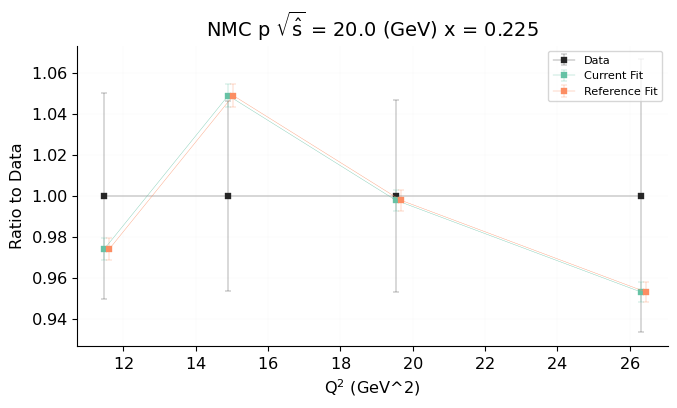 NMC p √ŝ = 20.0 (GeV) x = 0.225
Data
Current Fit
Reference Fit
Ratio to Data
1.06
1.04
1.02
1.00
0.98
0.96
0.94
12 14 16 18 20 22 24 26
Q² (GeV^2)